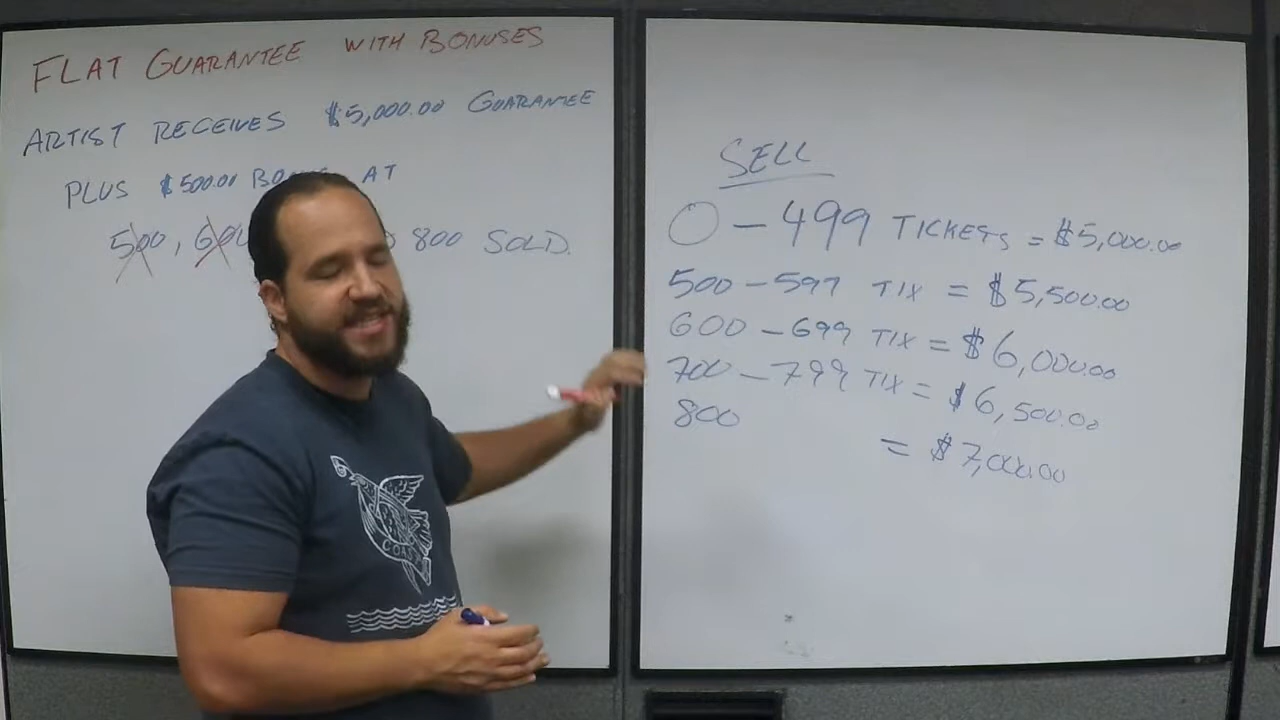 FLAT GUARANTEE WITH BONUSES
ARTIST RECEIVES $5,000.00 GUARANTEE
PLUS $500.00 AT
500, 800 SOLD.
SELL
0 – 499 TICKETS = $5,000.00
500 – 599 TIX = $5,500.00
600 – 699 TIX = $6,000.00
700 – 799 TIX = $6,500.00
800 = $7,000.00
COAST